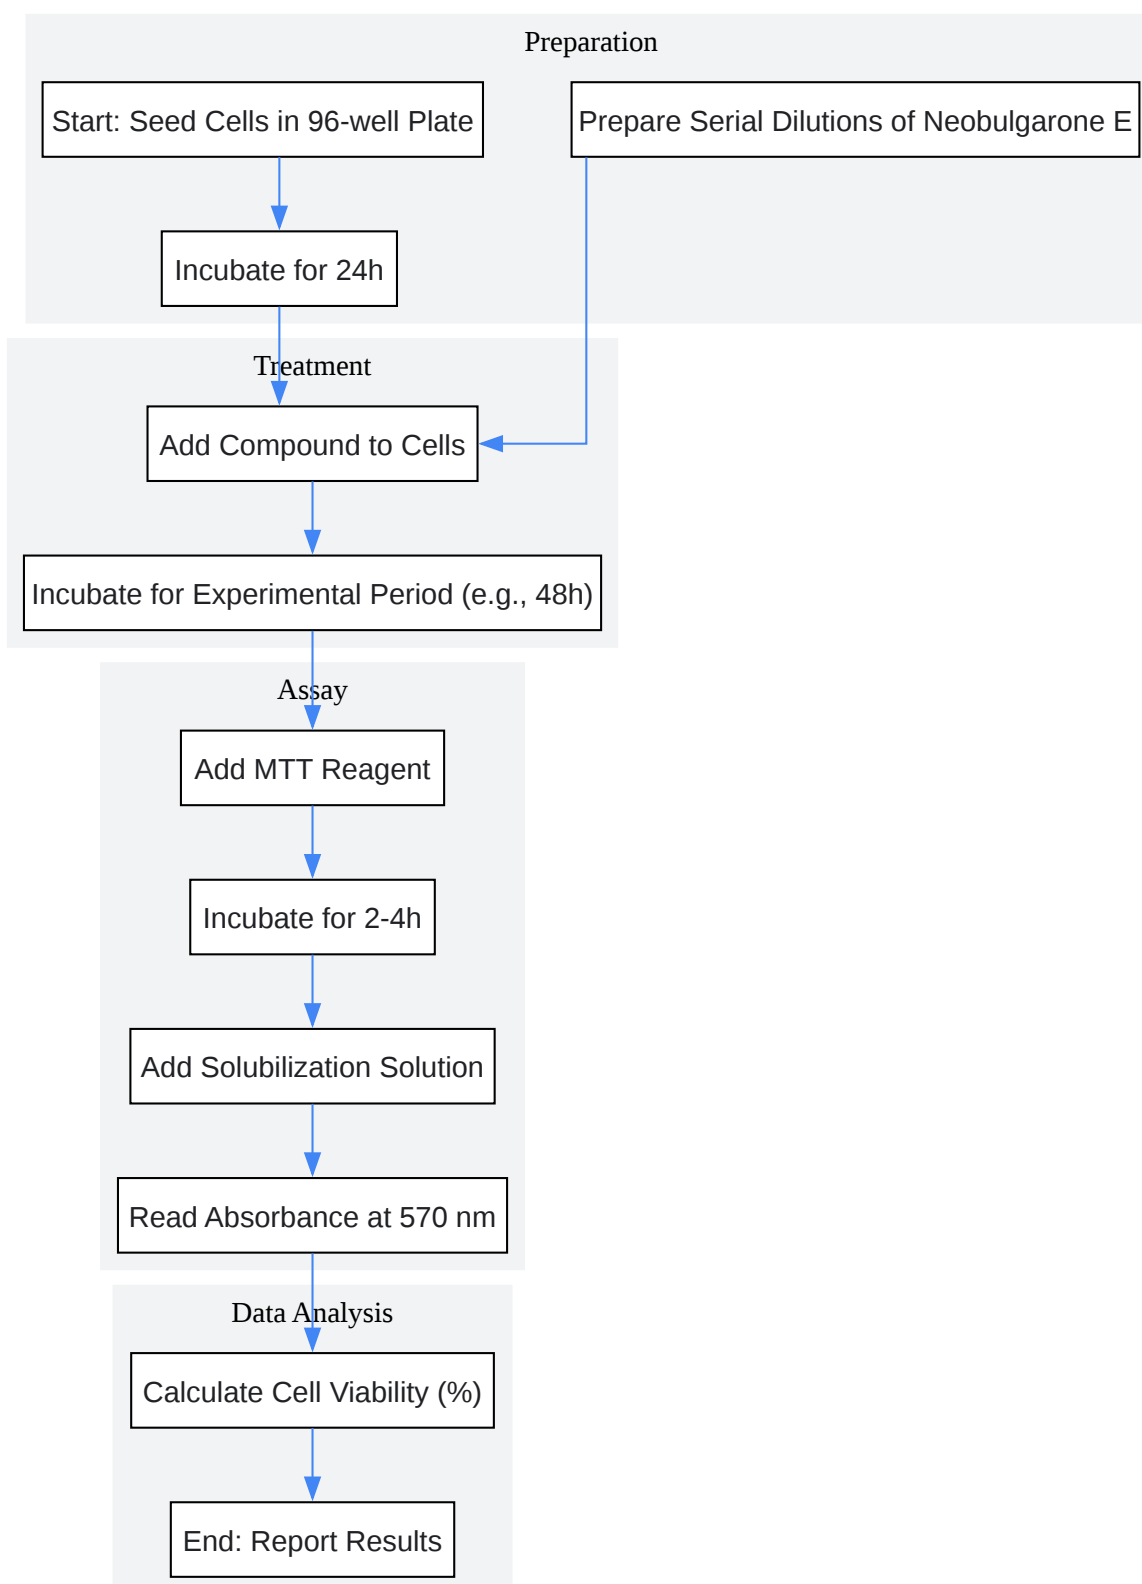 Preparation
Start: Seed Cells in 96-well Plate
Prepare Serial Dilutions of Neobulgarone E
Incubate for 24h
Treatment
Add Compound to Cells
Incubate for Experimental Period (e.g., 48h)
Assay
Add MTT Reagent
Incubate for 2-4h
Add Solubilization Solution
Read Absorbance at 570 nm
Data Analysis
Calculate Cell Viability (%)
End: Report Results